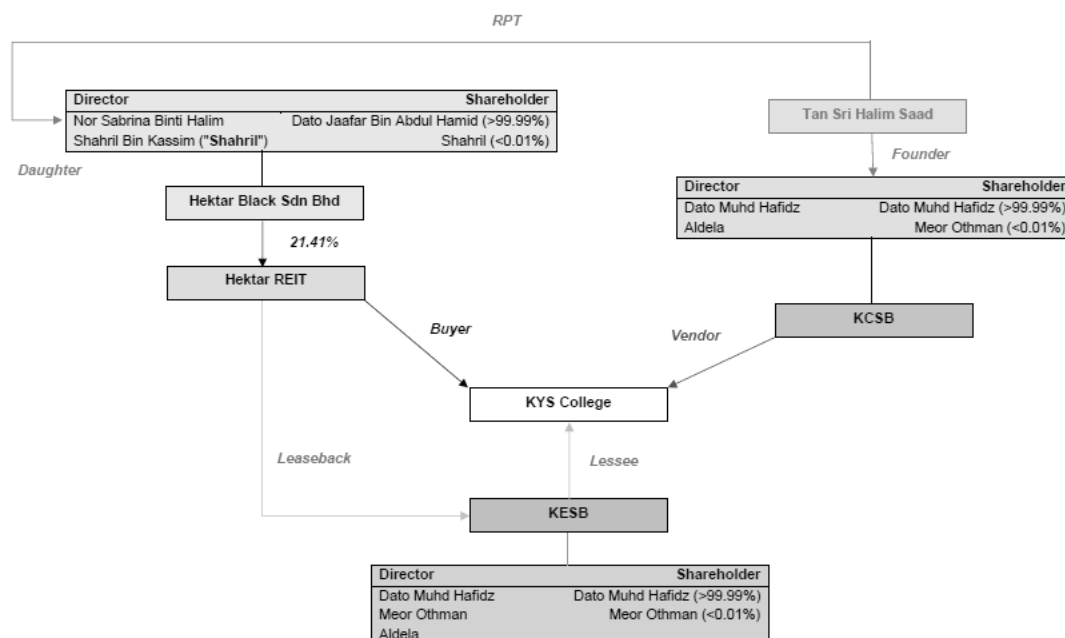 RPT
Director Shareholder
Nor Sabrina Binti Halim Dato Jaafar Bin Abdul Hamid (>99.99%)
Shahril Bin Kassim ("Shahril") Shahril (<0.01%)
Tan Sri Halim Saad
Daughter
Founder
Hektar Black Sdn Bhd
Director Shareholder
Dato Muhd Hafidz Dato Muhd Hafidz (>99.99%)
Aldela Meor Othman (<0.01%)
21.41%
Hektar REIT
KCSB
Buyer
Vendor
KYS College
Leaseback
Lessee
KESB
Director Shareholder
Dato Muhd Hafidz Dato Muhd Hafidz (>99.99%)
Meor Othman Meor Othman (<0.01%)
Aldela